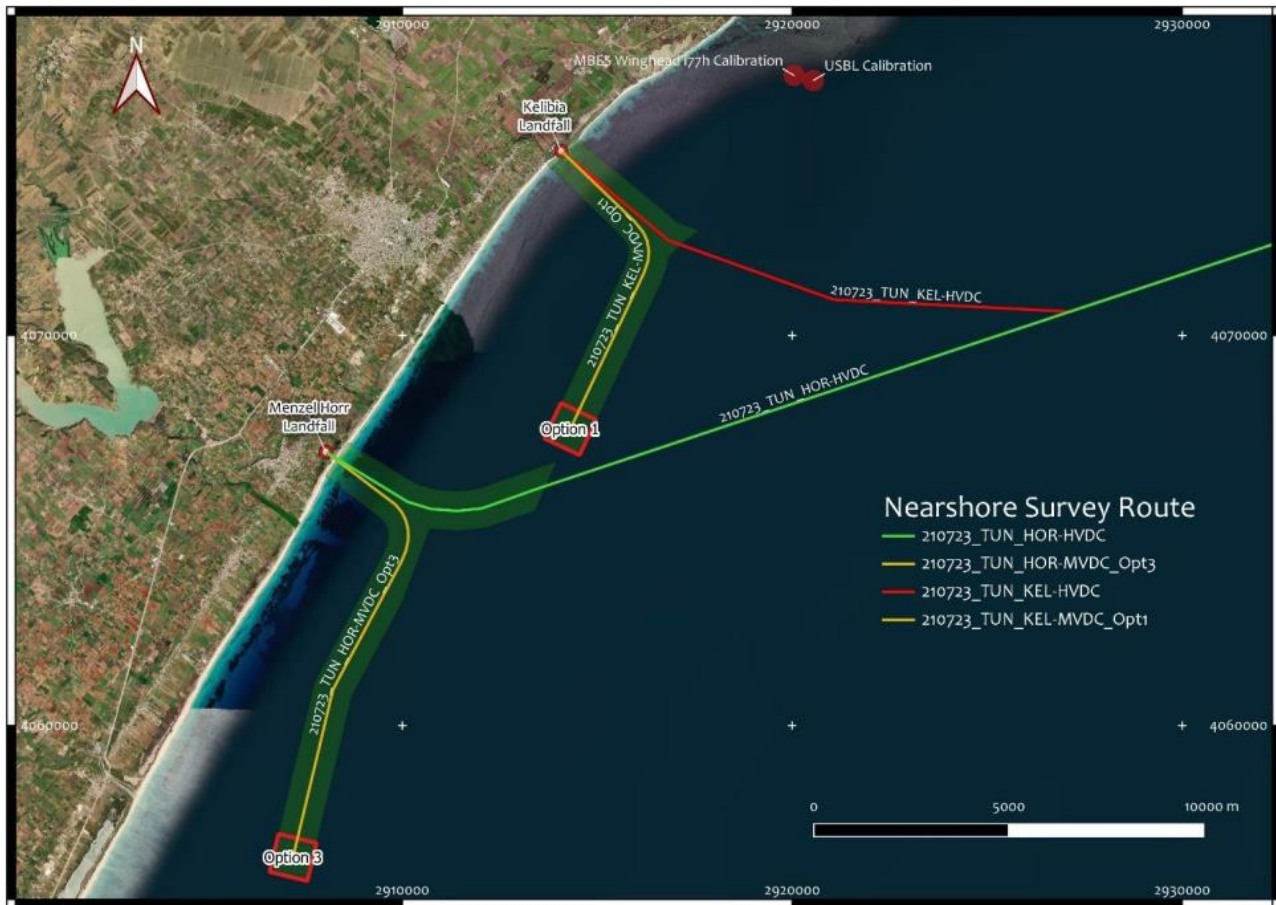 2910000
2920000
2930000
N
MBES Winghead I77h Calibration
USBL Calibration
Kelibia
Landfall
210723_TUN_KEL-MVDC_Opt1
210723_TUN_KEL-HVDC
4070000
4070000
210723_TUN_HOR-HVDC
Menzel Horr
Landfall
Option 1
Nearshore Survey Route
210723_TUN_HOR-HVDC
210723_TUN_HOR-MVDC_Opt3
210723_TUN_KEL-HVDC
210723_TUN_KEL-MVDC_Opt1
210723_TUN_HOR-MVDC_Opt3
4060000
4060000
0
5000
10000 m
Option 3
2910000
2920000
2930000